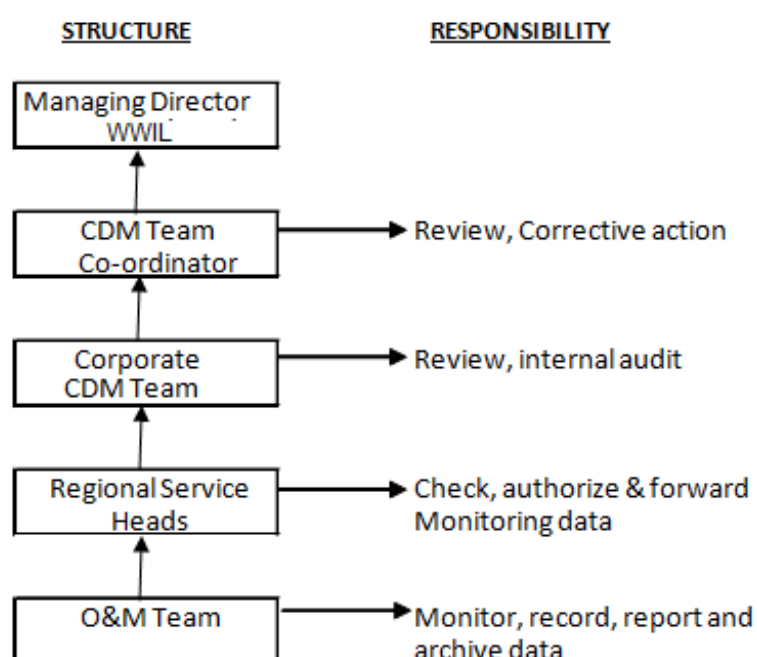 STRUCTURE RESPONSIBILITY
Managing Director
WWIL
CDM Team
Co-ordinator
Review, Corrective action
Corporate
CDM Team
Review, internal audit
Regional Service
Heads
Check, authorize & forward
Monitoring data
O&M Team
Monitor, record, report and
archive data